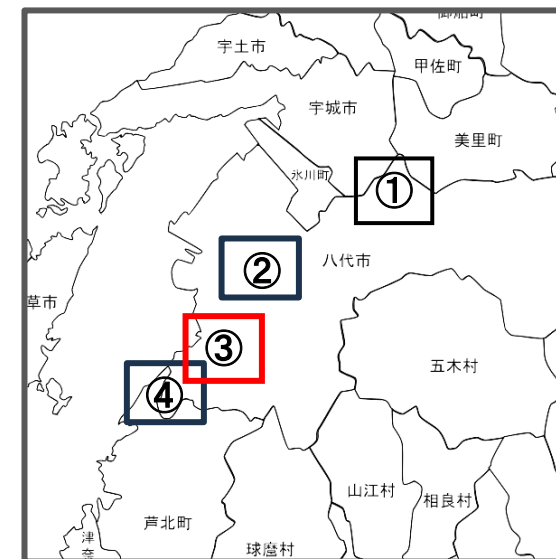 御船町
宇土市
甲佐町
宇城市
美里町
氷川町
①
②
八代市
草市
③
五木村
④
山江村
相良村
芦北町
津
奈
球磨村